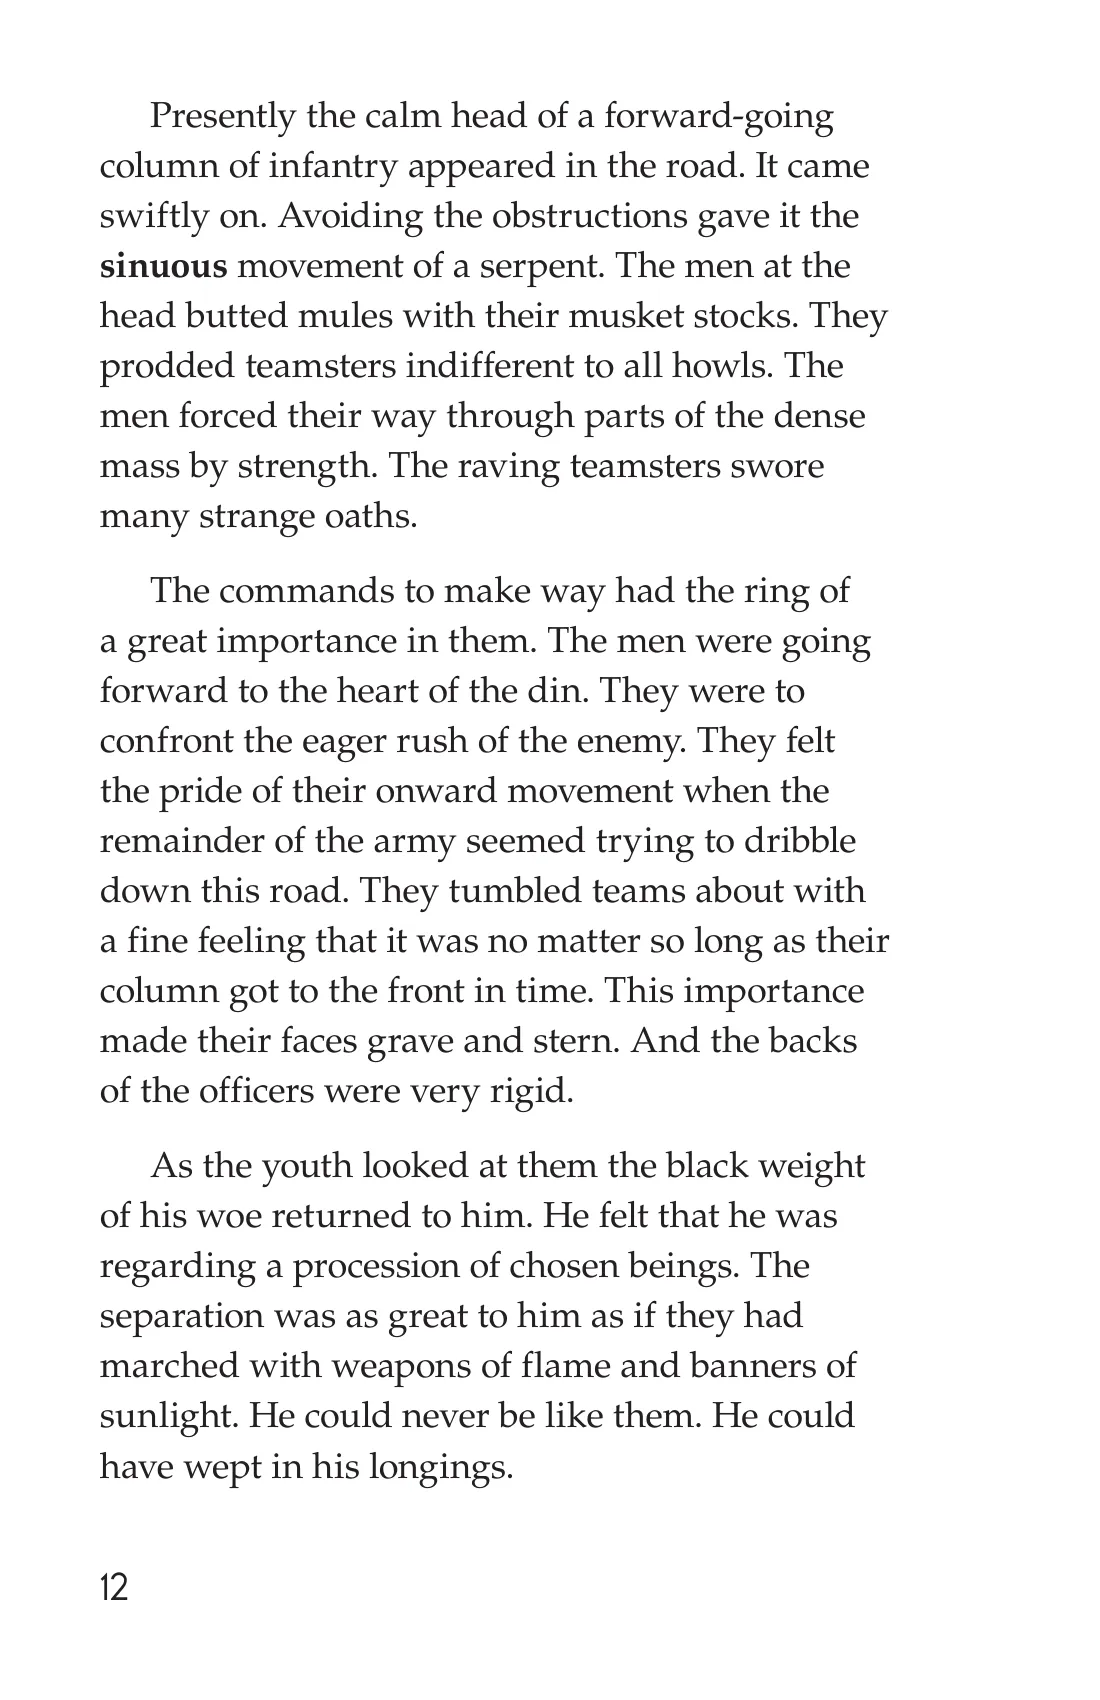 Presently the calm head of a forward-going
column of infantry appeared in the road. It came
swiftly on. Avoiding the obstructions gave it the
sinuous movement of a serpent. The men at the
head butted mules with their musket stocks. They
prodded teamsters indifferent to all howls. The
men forced their way through parts of the dense
mass by strength. The raving teamsters swore
many strange oaths.
The commands to make way had the ring of
a great importance in them. The men were going
forward to the heart of the din. They were to
confront the eager rush of the enemy. They felt
the pride of their onward movement when the
remainder of the army seemed trying to dribble
down this road. They tumbled teams about with
a fine feeling that it was no matter so long as their
column got to the front in time. This importance
made their faces grave and stern. And the backs
of the officers were very rigid.
As the youth looked at them the black weight
of his woe returned to him. He felt that he was
regarding a procession of chosen beings. The
separation was as great to him as if they had
marched with weapons of flame and banners of
sunlight. He could never be like them. He could
have wept in his longings.
12